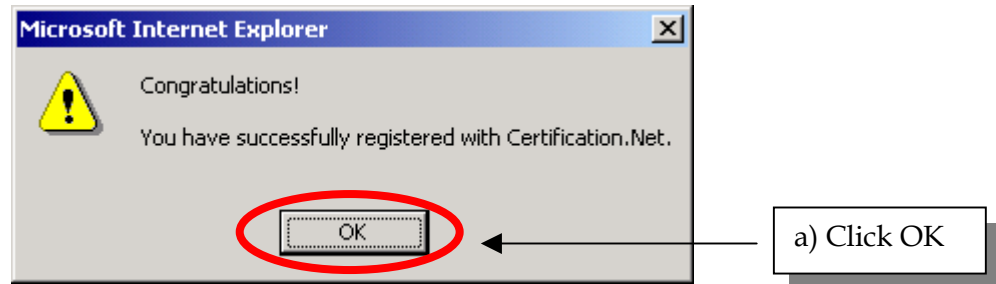 Microsoft Internet Explorer
Congratulations!
You have successfully registered with Certification.Net.
OK
a) Click OK